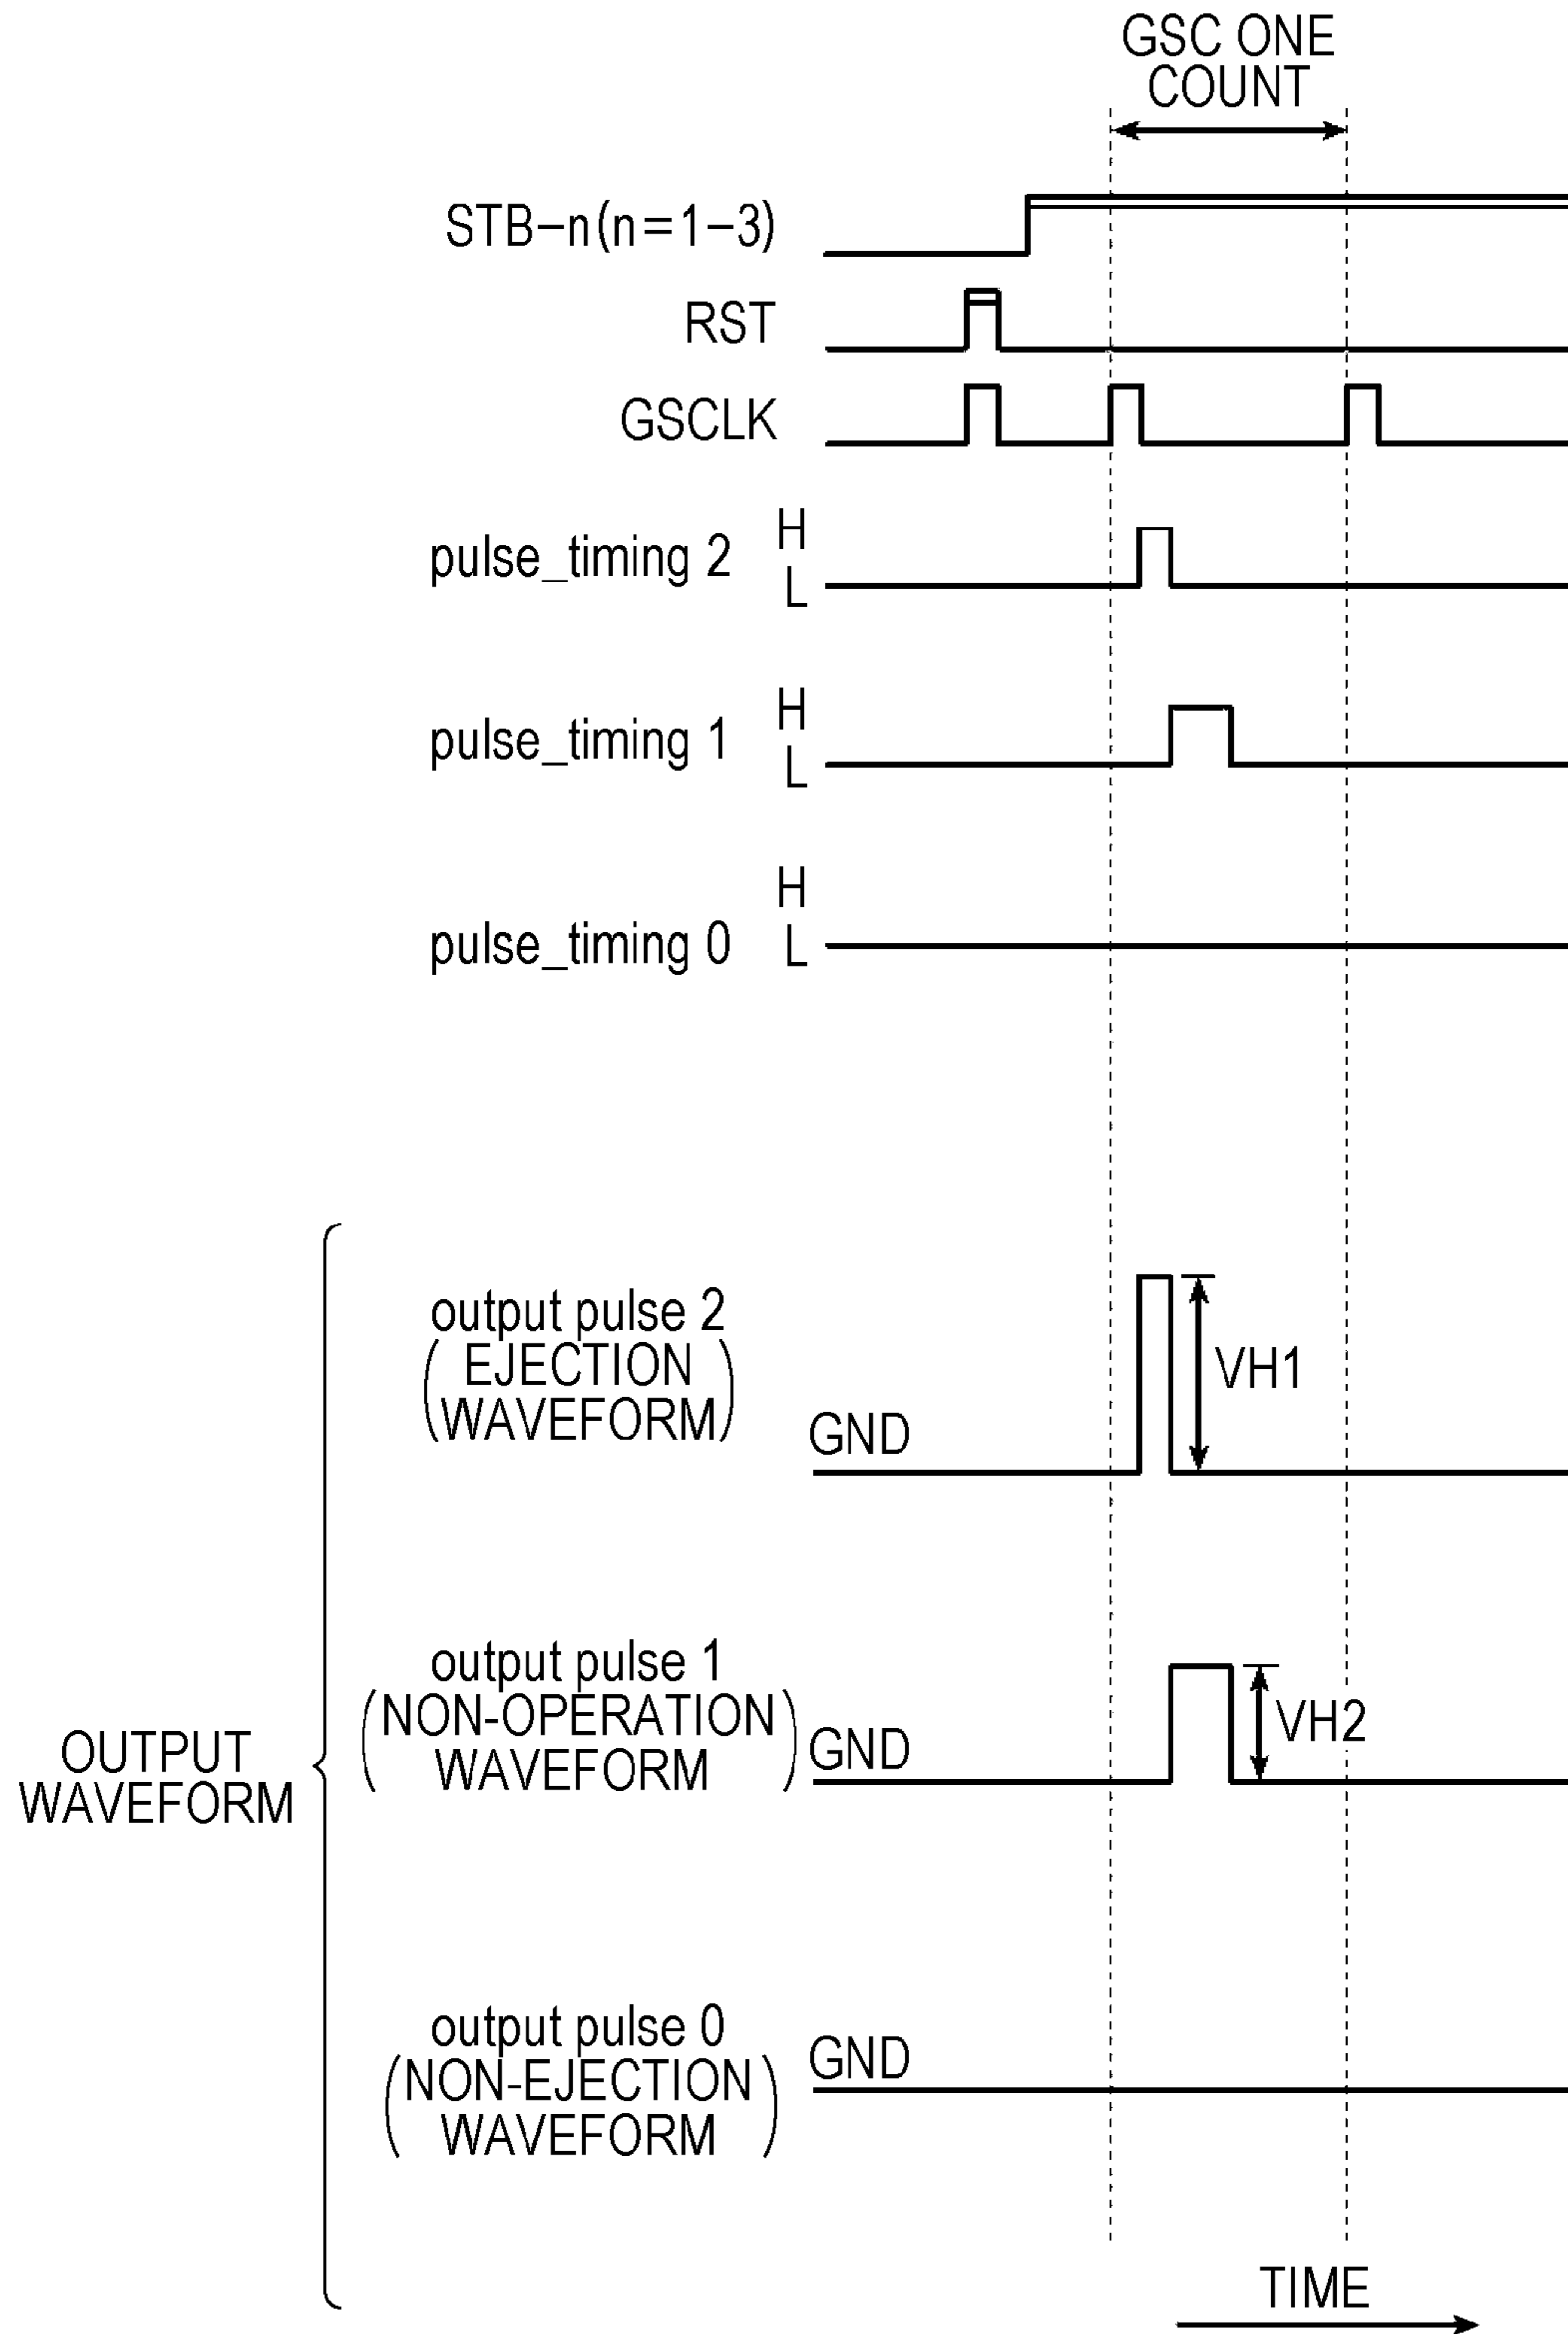 GSC ONE
COUNT
STB-n(n=1-3)
RST
GSCLK
pulse_timing 2
H
L
pulse_timing 1
H
L
pulse_timing 0
H
L
output pulse 2
(EJECTION
WAVEFORM)
GND
VH1
output pulse 1
(NON-OPERATION
WAVEFORM)
GND
VH2
OUTPUT
WAVEFORM
output pulse 0
(NON-EJECTION
WAVEFORM)
GND
TIME